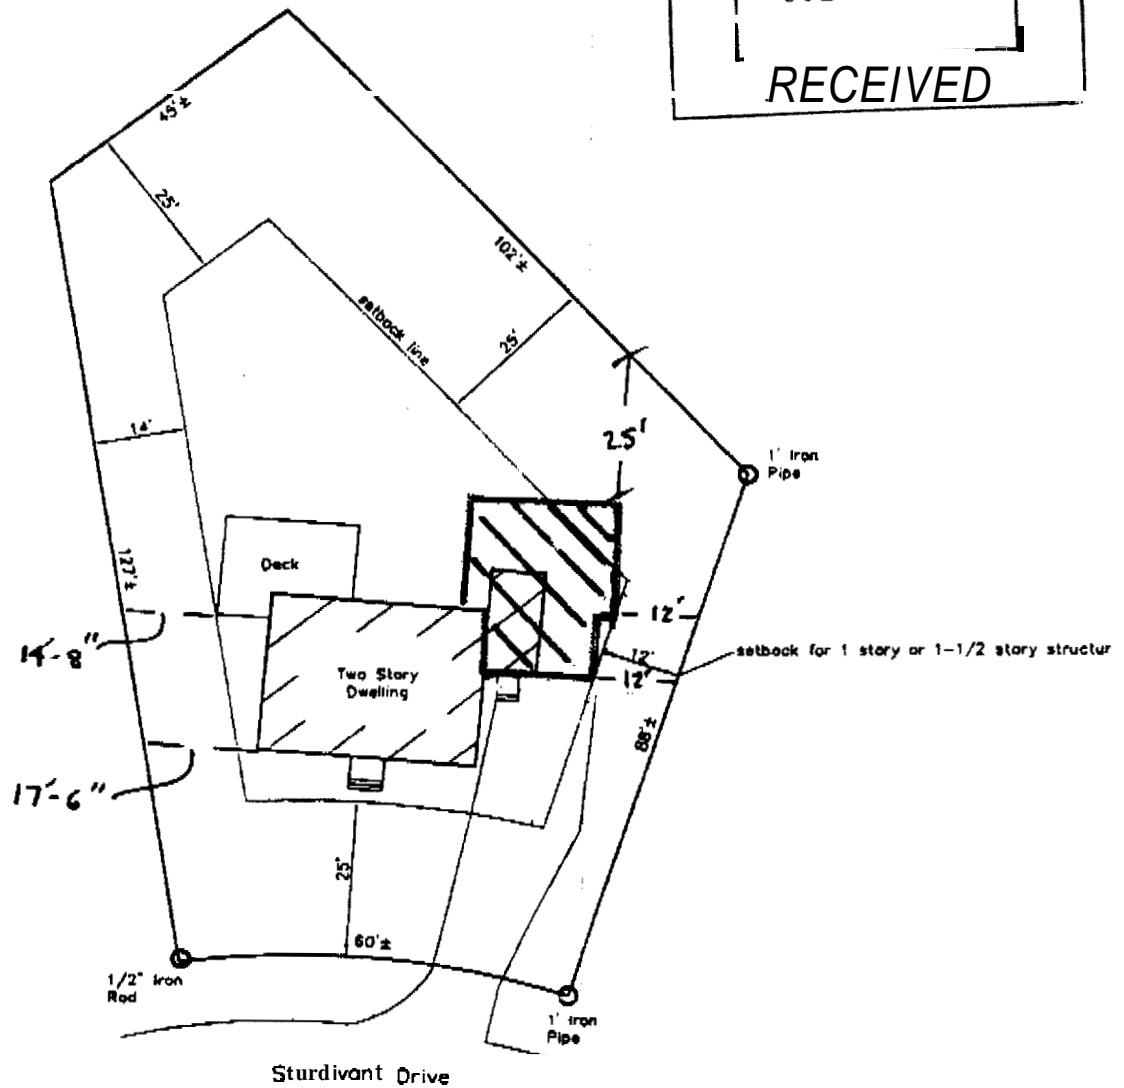 RECEIVED
45'±
25'
102'±
setback line
25'
14'
25'
1' Iron
Pipe
127'±
Deck
12'
14'-8"
setback for 1 story or 1-1/2 story structur
12'
12'
Two Story
Dwelling
88'±
17'-6"
25'
60'±
1/2" Iron
Rod
1' Iron
Pipe
Sturdivant Drive